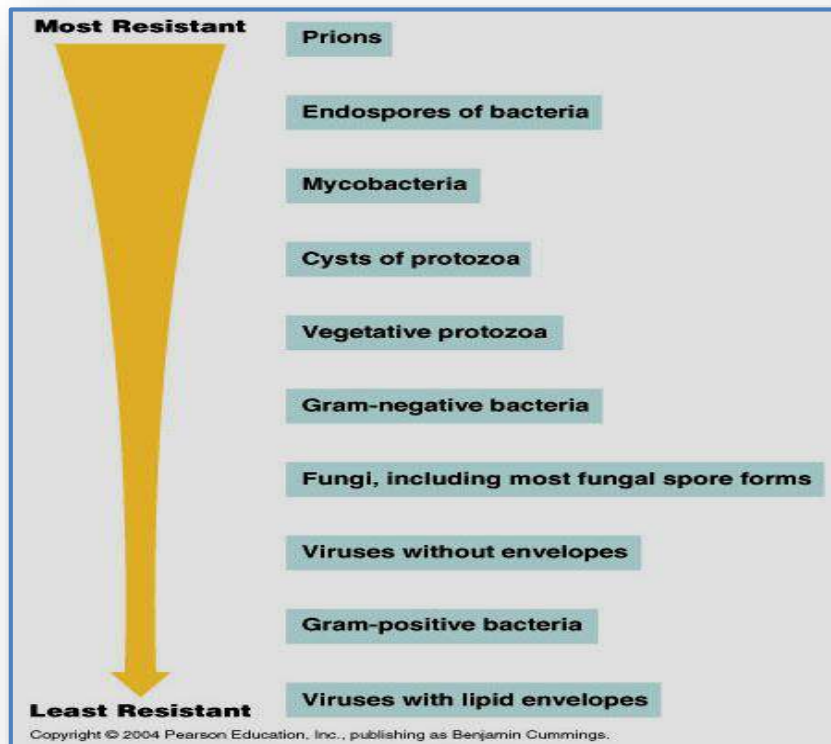 Most Resistant
Prions
Endospores of bacteria
Mycobacteria
Cysts of protozoa
Vegetative protozoa
Gram-negative bacteria
Fungi, including most fungal spore forms
Viruses without envelopes
Gram-positive bacteria
Viruses with lipid envelopes
Least Resistant
Copyright © 2004 Pearson Education, Inc., publishing as Benjamin Cummings.